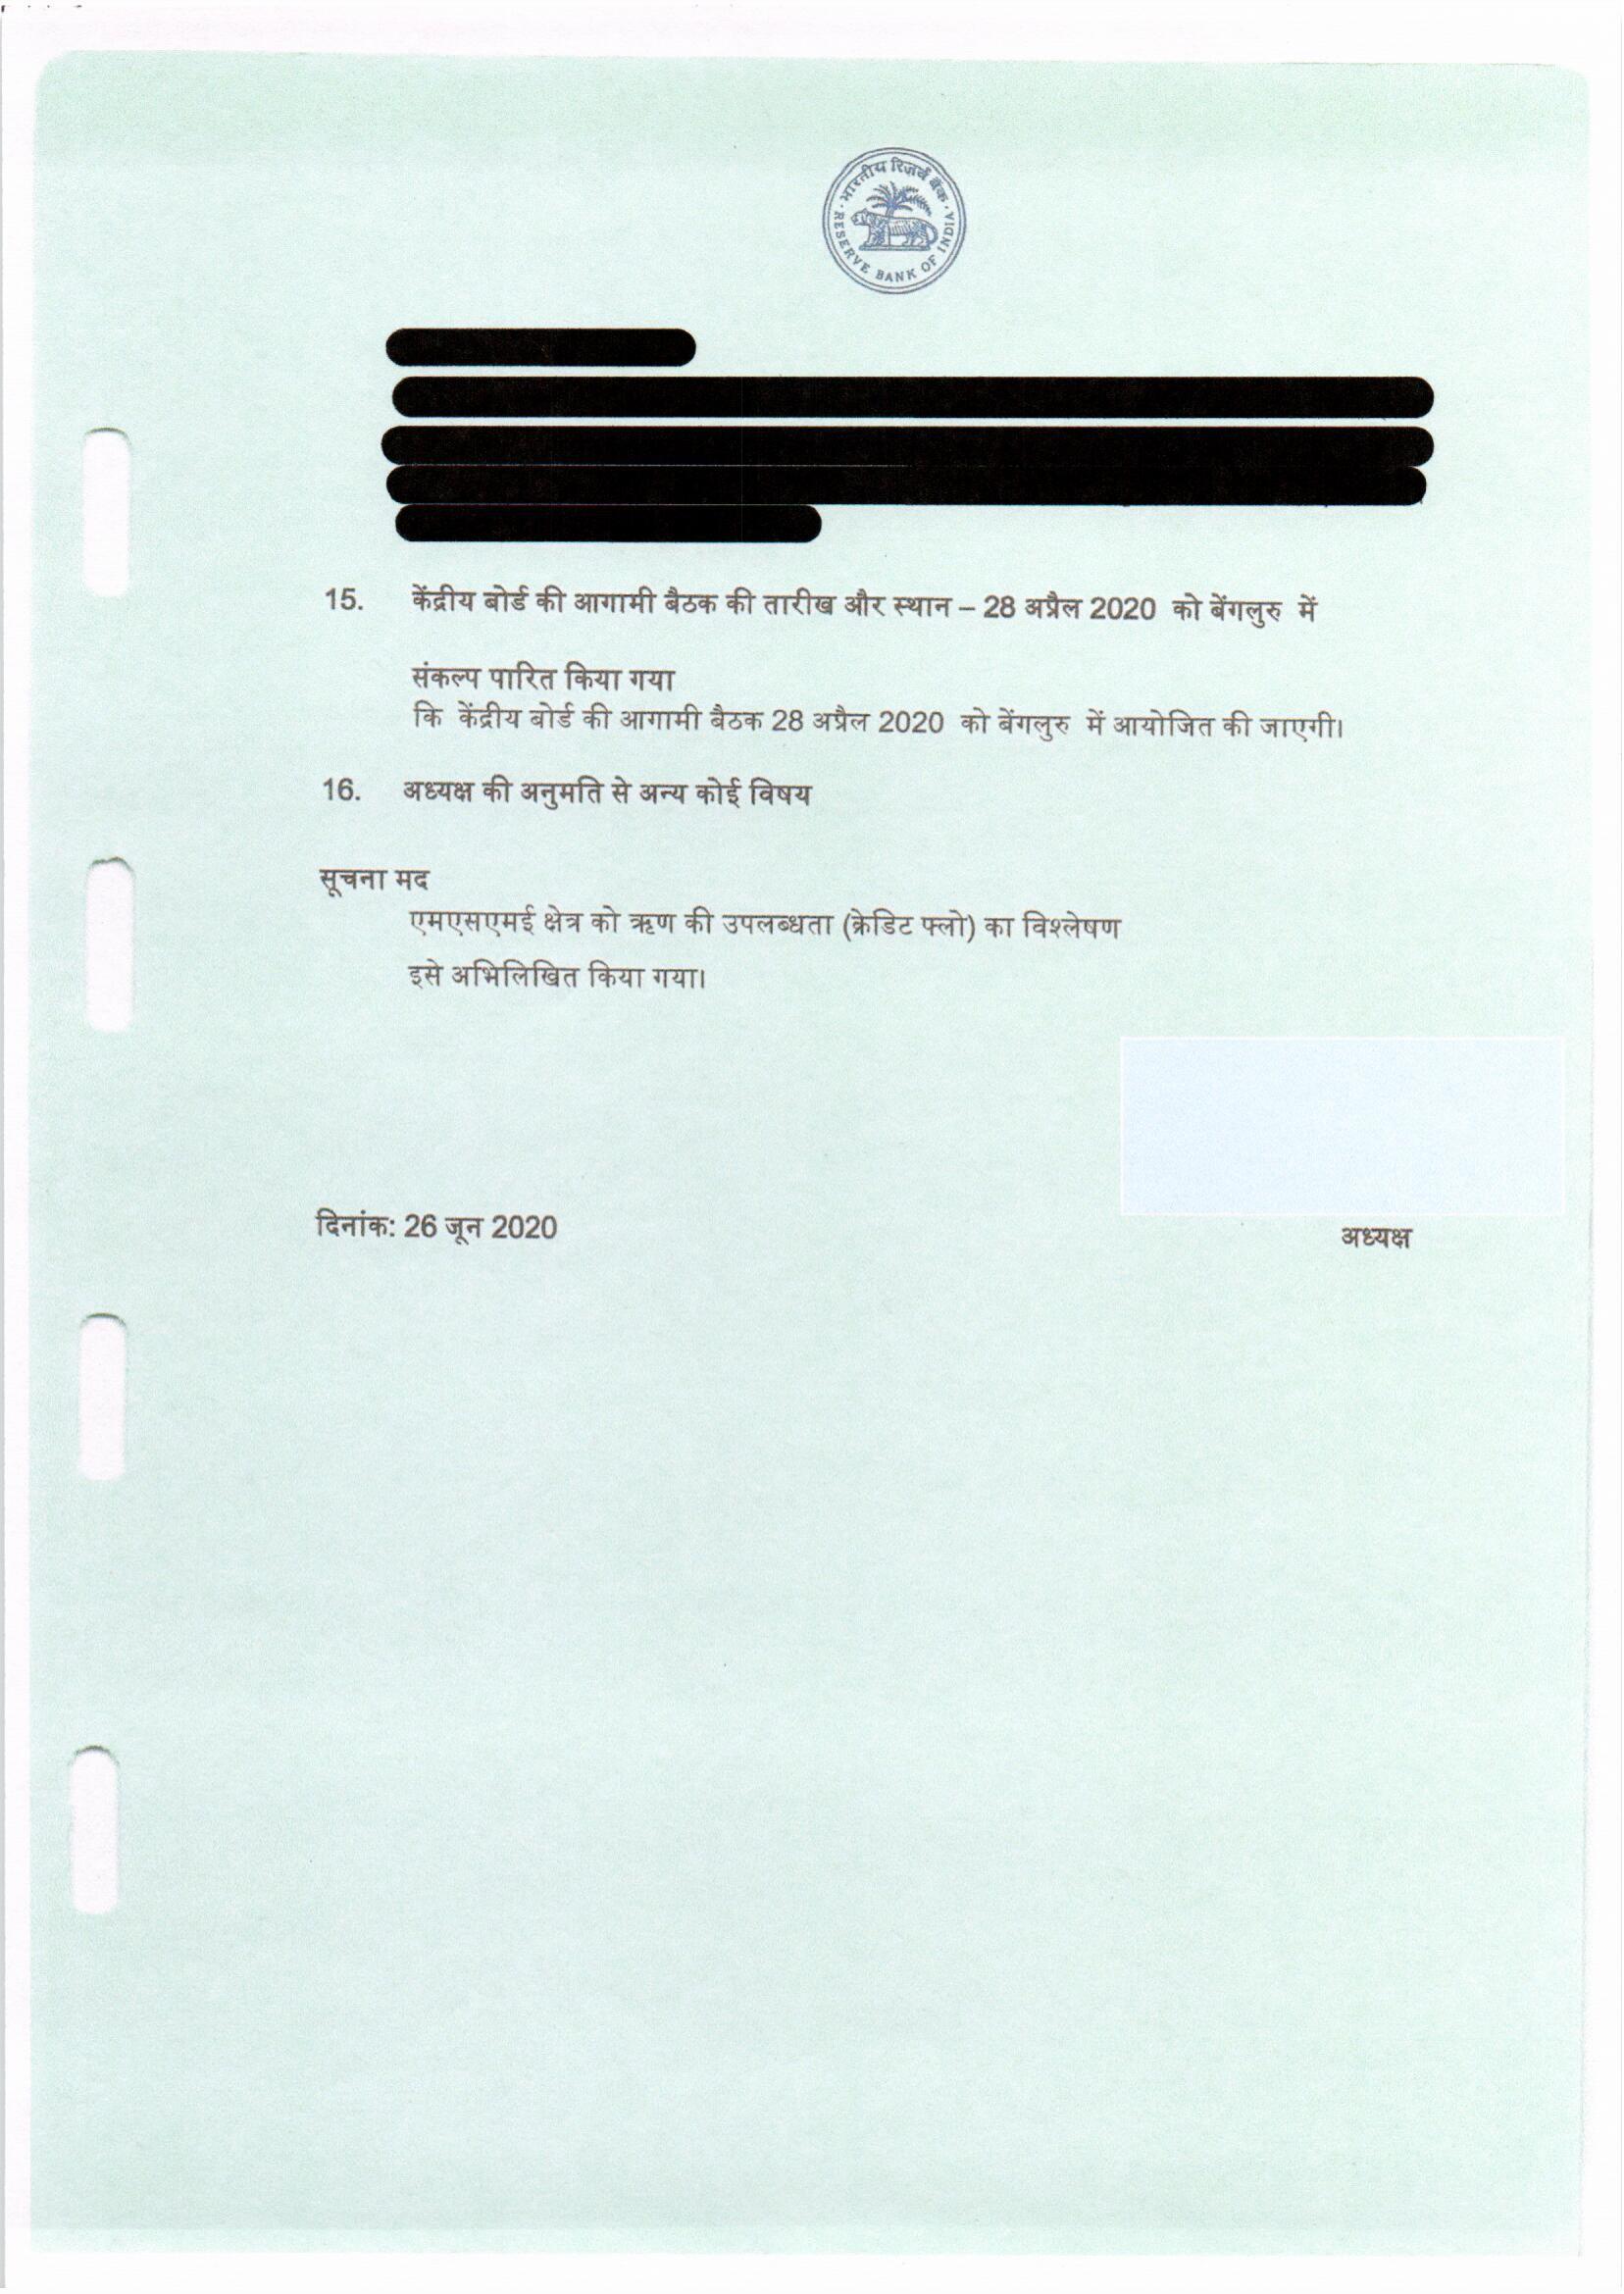 भारतीय रिज़र्व बैंक
RESERVE BANK OF INDIA
15. केंद्रीय बोर्ड की आगामी बैठक की तारीख और स्थान – 28 अप्रैल 2020 को बेंगलुरु में
संकल्प पारित किया गया
कि केंद्रीय बोर्ड की आगामी बैठक 28 अप्रैल 2020 को बेंगलुरु में आयोजित की जाएगी।
16. अध्यक्ष की अनुमति से अन्य कोई विषय
सूचना मद
एमएसएमई क्षेत्र को ऋण की उपलब्धता (क्रेडिट फ्लो) का विश्लेषण
इसे अभिलिखित किया गया।
दिनांक: 26 जून 2020
अध्यक्ष